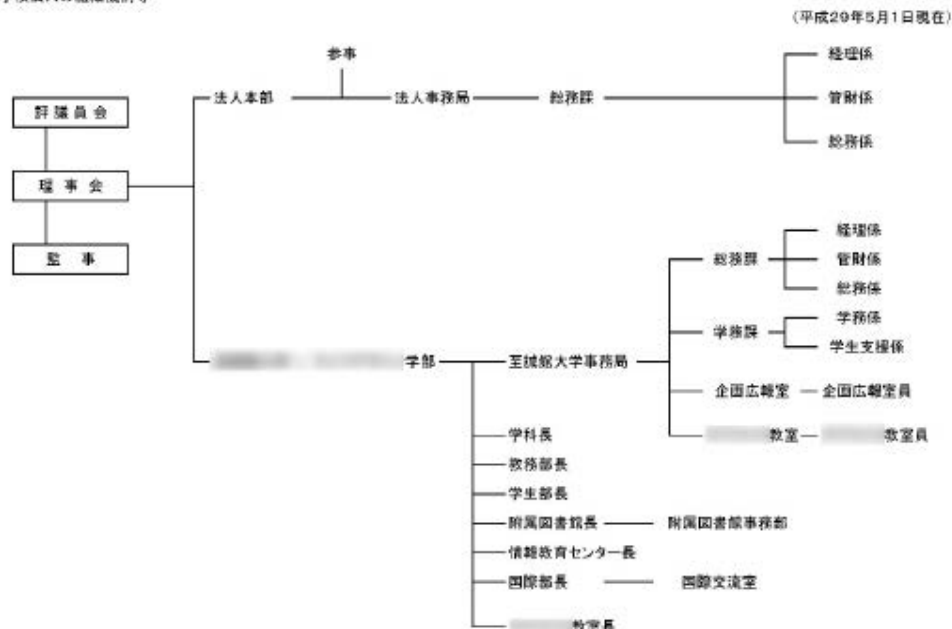 (平成29年5月1日現在)
参事
経理係
法人本部 法人事務局 総務課 管財係
評議員会
総務係
理事会
経理係
監事 総務課 管財係
総務係
学務係
学務課
学生支援係
学部 至誠館大学事務局
企画広報室 企画広報室員
教室 教室員
学科長
教務部長
学生部長
附属図書館長 附属図書館事務部
情報教育センター長
国際部長 国際交流室
教室長